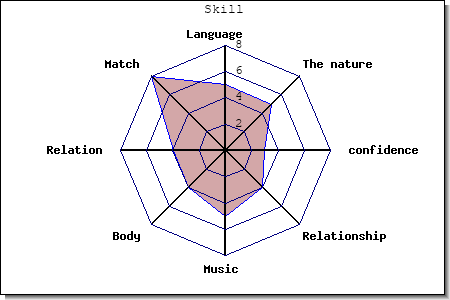 Skill
Language
8
Match
The nature
6
4
2
Relation
confidence
Body
Relationship
Music